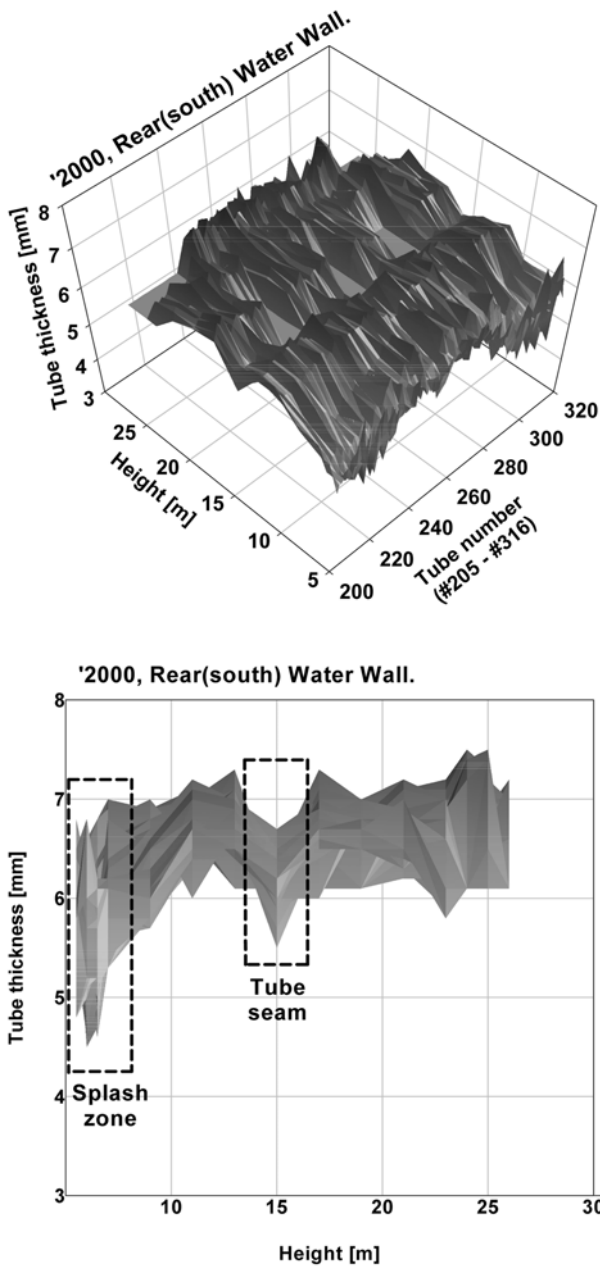 '2000, Rear(south) Water Wall.
8
7
6
5
4
3
Tube thickness [mm]
25
20
15
10
5
Height [m]
320
300
280
260
240
220
200
Tube number
(#205 - #316)
'2000, Rear(south) Water Wall.
8
7
6
5
4
3
Tube thickness [mm]
Tube
seam
Splash
zone
10
15
20
25
30
Height [m]